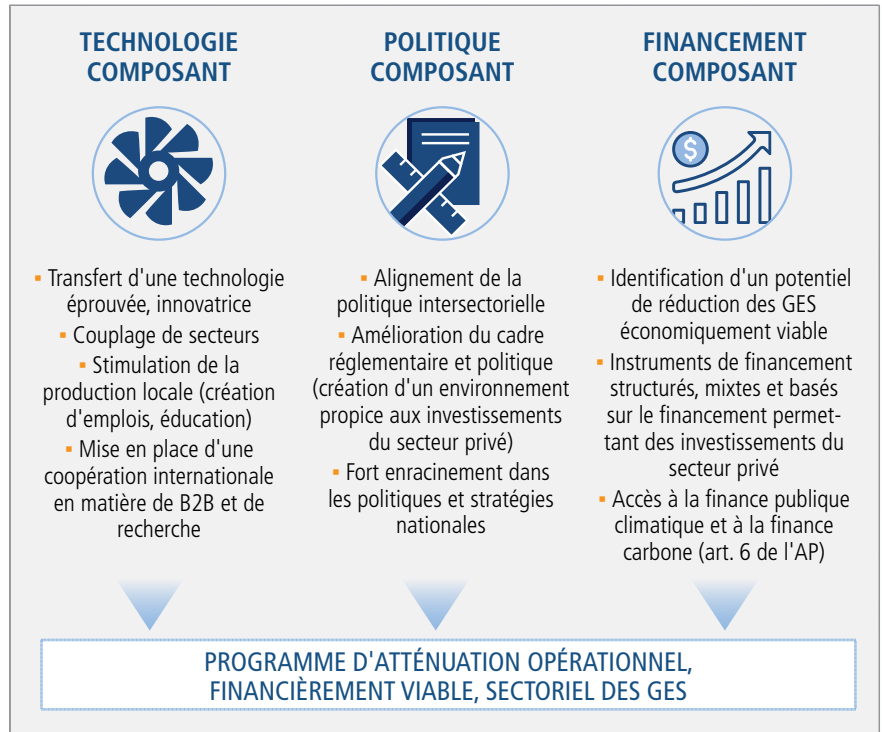 TECHNOLOGIE
COMPOSANT
▪ Transfert d'une technologie
éprouvée, innovatrice
▪ Couplage de secteurs
▪ Stimulation de la
production locale (création
d'emplois, éducation)
▪ Mise en place d'une
coopération internationale
en matière de B2B et de
recherche
POLITIQUE
COMPOSANT
▪ Alignement de la
politique intersectorielle
▪ Amélioration du cadre
réglementaire et politique
(création d'un environnement
propice aux investissements
du secteur privé)
▪ Fort enracinement dans
les politiques et stratégies
nationales
FINANCEMENT
COMPOSANT
$
▪ Identification d'un potentiel
de réduction des GES
économiquement viable
▪ Instruments de financement
structurés, mixtes et basés
sur le financement permet-
tant des investissements du
secteur privé
▪ Accès à la finance publique
climatique et à la finance
carbone (art. 6 de l'AP)
PROGRAMME D'ATTÉNUATION OPÉRATIONNEL,
FINANCIÈREMENT VIABLE, SECTORIEL DES GES